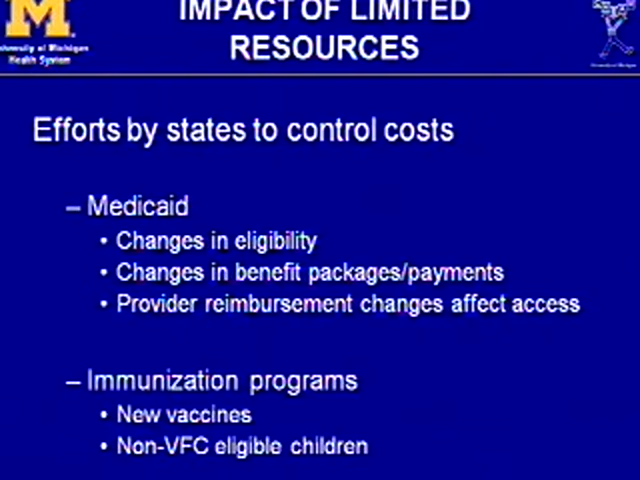 IMPACT OF LIMITED
RESOURCES
M
University of Michigan
Health System
Efforts by states to control costs
– Medicaid
• Changes in eligibility
• Changes in benefit packages/payments
• Provider reimbursement changes affect access
– Immunization programs
• New vaccines
• Non-VFC eligible children